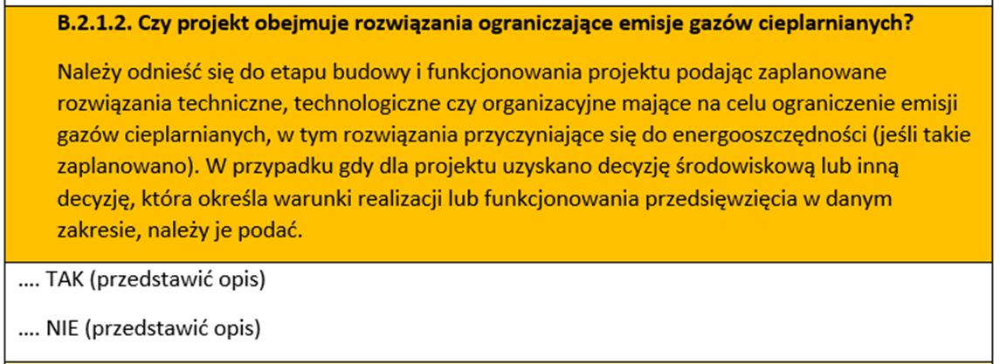 B.2.1.2. Czy projekt obejmuje rozwiązania ograniczające emisje gazów cieplarnianych?
Należy odnieść się do etapu budowy i funkcjonowania projektu podając zaplanowane
rozwiązania techniczne, technologiczne czy organizacyjne mające na celu ograniczenie emisji
gazów cieplarnianych, w tym rozwiązania przyczyniające się do energooszczędności (jeśli takie
zaplanowano). W przypadku gdy dla projektu uzyskano decyzję środowiskową lub inną
decyzję, która określa warunki realizacji lub funkcjonowania przedsięwzięcia w danym
zakresie, należy je podać.
.... TAK (przedstawić opis)
.... NIE (przedstawić opis)